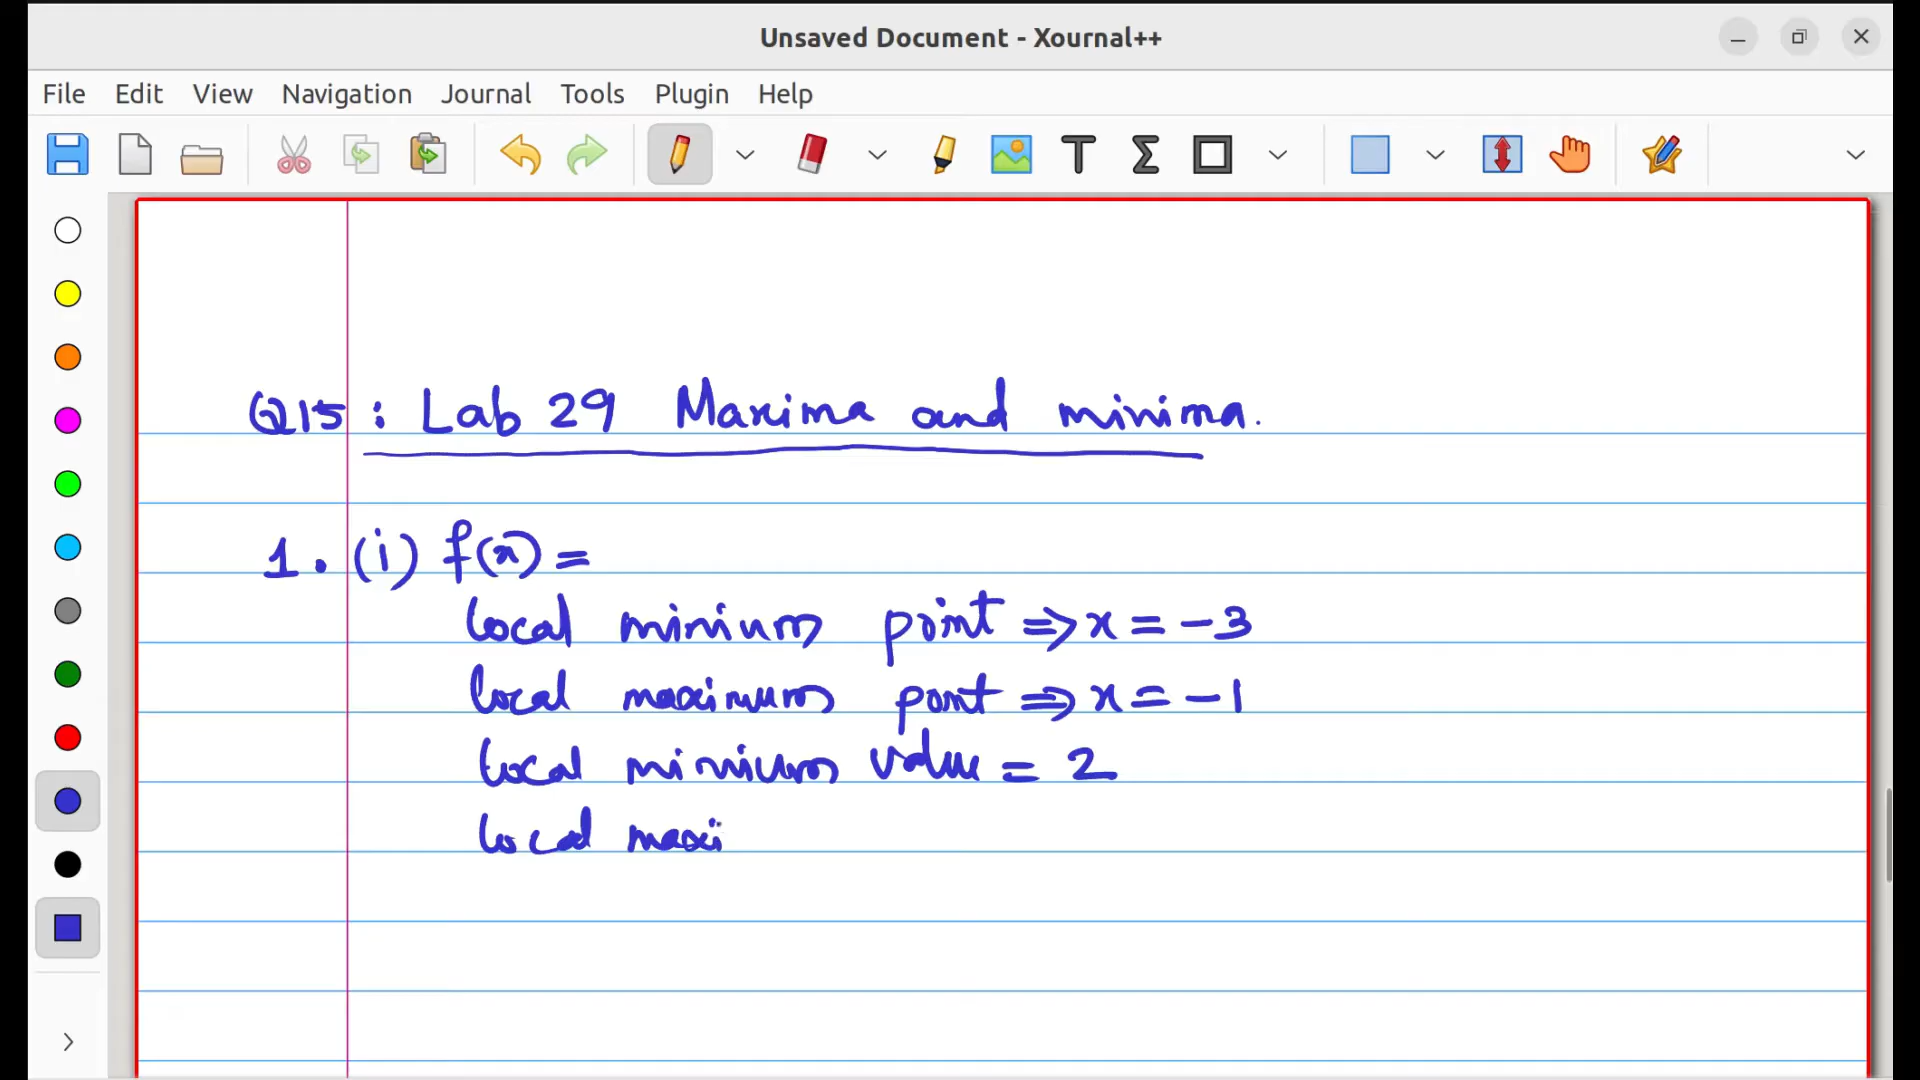 Unsaved Document - Xournal++
File Edit View Navigation Journal Tools Plugin Help
Q15 : Lab 29 Maxima and minima.
1. (i) f(x) =
local minimum point ⇒ x = -3
local maximum point ⇒ x = -1
local minimum value = 2
local maxi